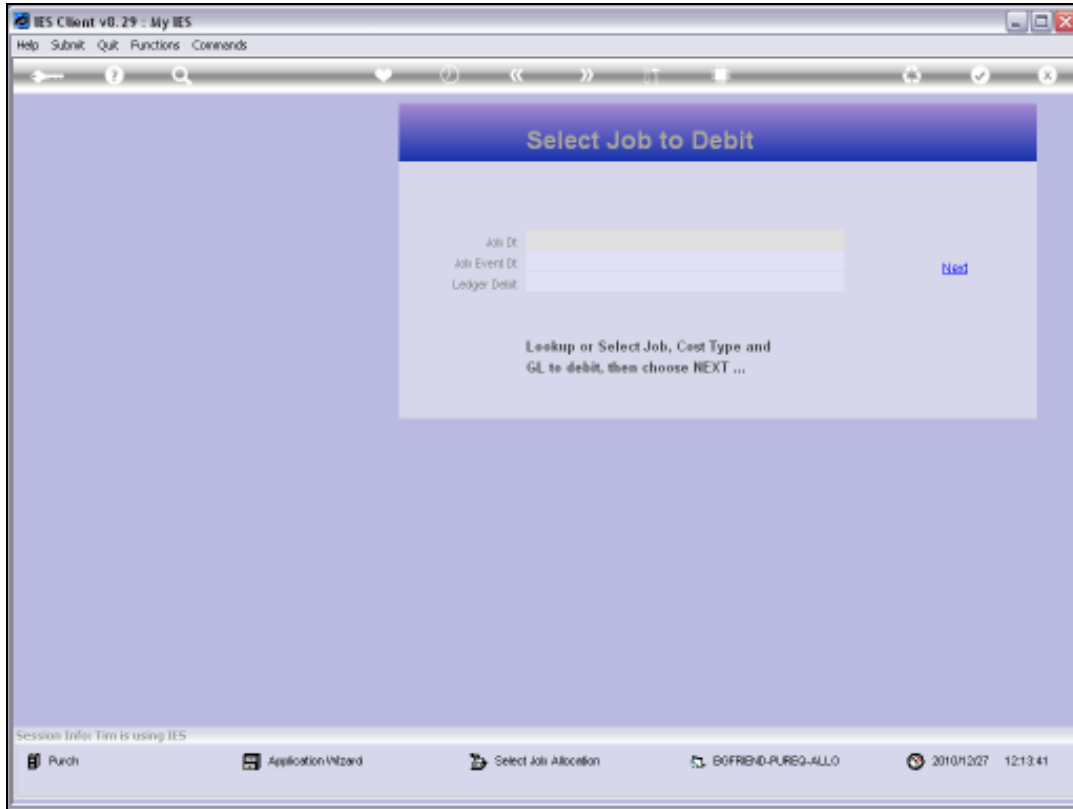 IES Client v8.29 : My IES
Help Submit Quit Functions Commands
Select Job to Debit
Job Dt
Job Event Dt
Ledger Debit
Next
Lookup or Select Job, Cost Type and
GL to debit, then choose NEXT ...
Session Info: Tim is using IES
Purch Application Wizard Select Job Allocation BGFRIEND-PUREQ-ALLO 2010/12/27 12:13:41